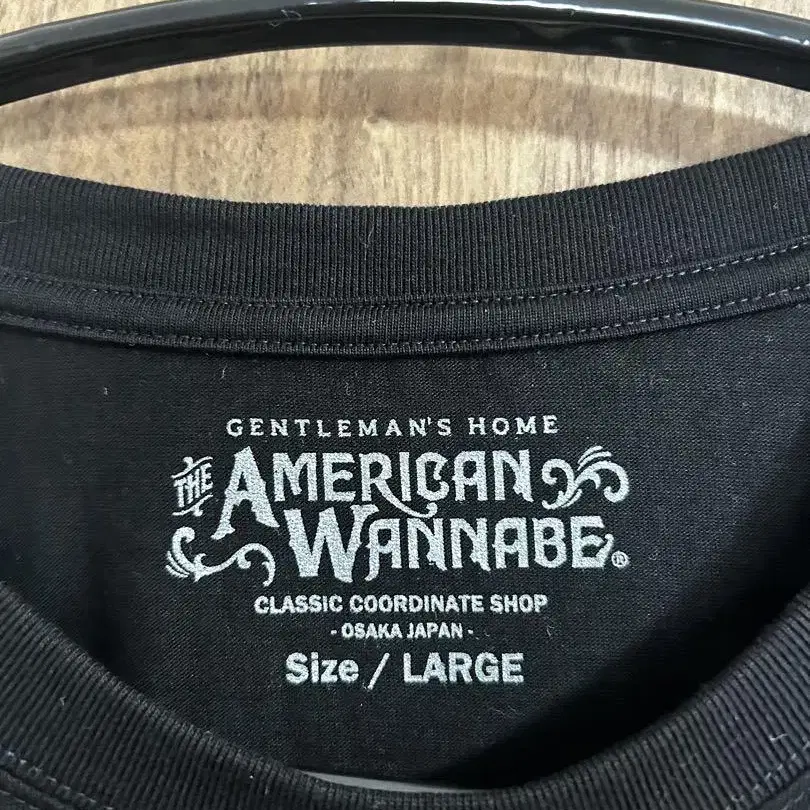 GENTLEMAN'S HOME
THE AMERICAN
WANNABE®
CLASSIC COORDINATE SHOP
- OSAKA JAPAN -
Size / LARGE